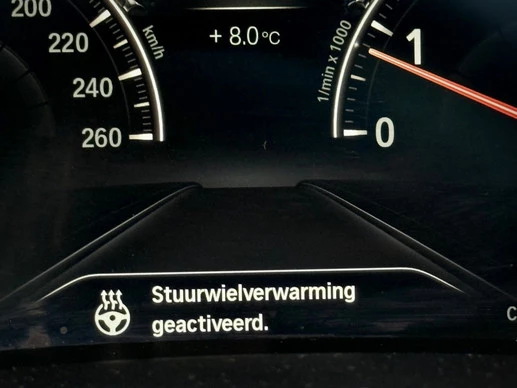 200
220
240
260
km/h
+ 8.0°C
1/min x 1000
1
0
Stuurwielverwarming
geactiveerd.
C